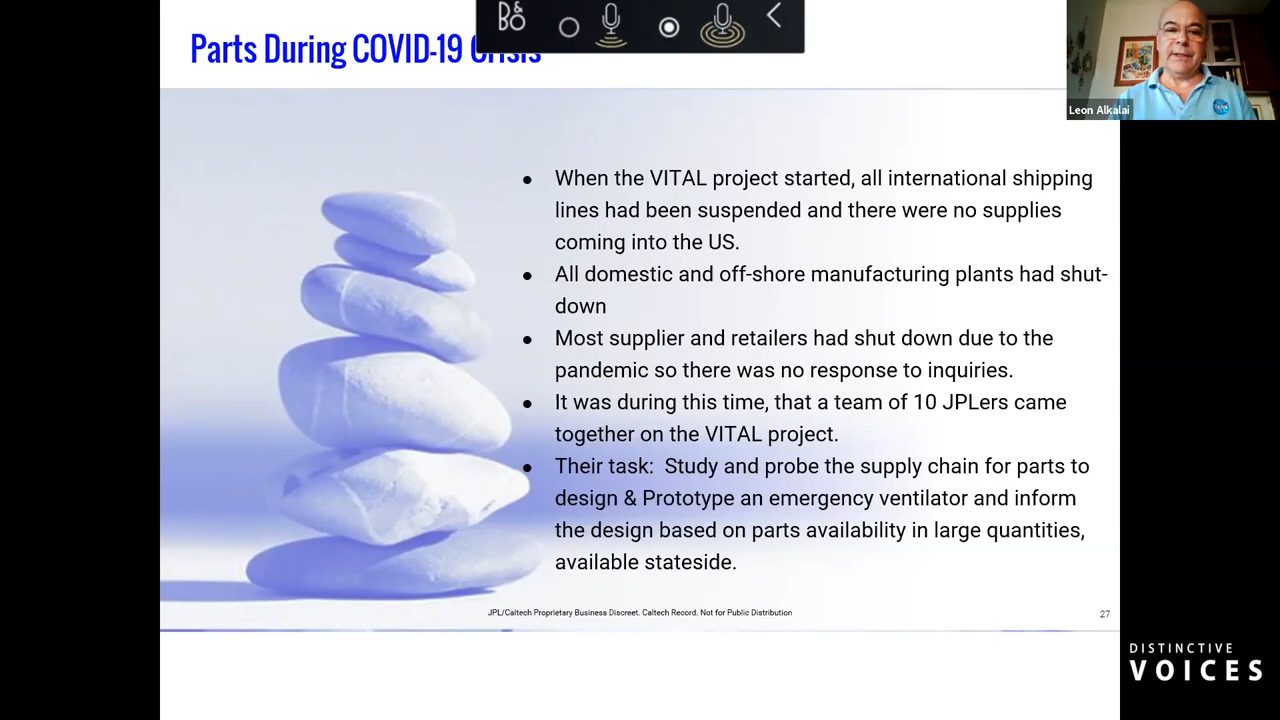 B&O
Parts During COVID-19 Crisis
Leon Alkalai
● When the VITAL project started, all international shipping
lines had been suspended and there were no supplies
coming into the US.
● All domestic and off-shore manufacturing plants had shut-
down
● Most supplier and retailers had shut down due to the
pandemic so there was no response to inquiries.
● It was during this time, that a team of 10 JPLers came
together on the VITAL project.
● Their task:  Study and probe the supply chain for parts to
design & Prototype an emergency ventilator and inform
the design based on parts availability in large quantities,
available stateside.
JPL/Caltech Proprietary Business Discreet. Caltech Record. Not for Public Distribution
27
DISTINCTIVE
VOICES